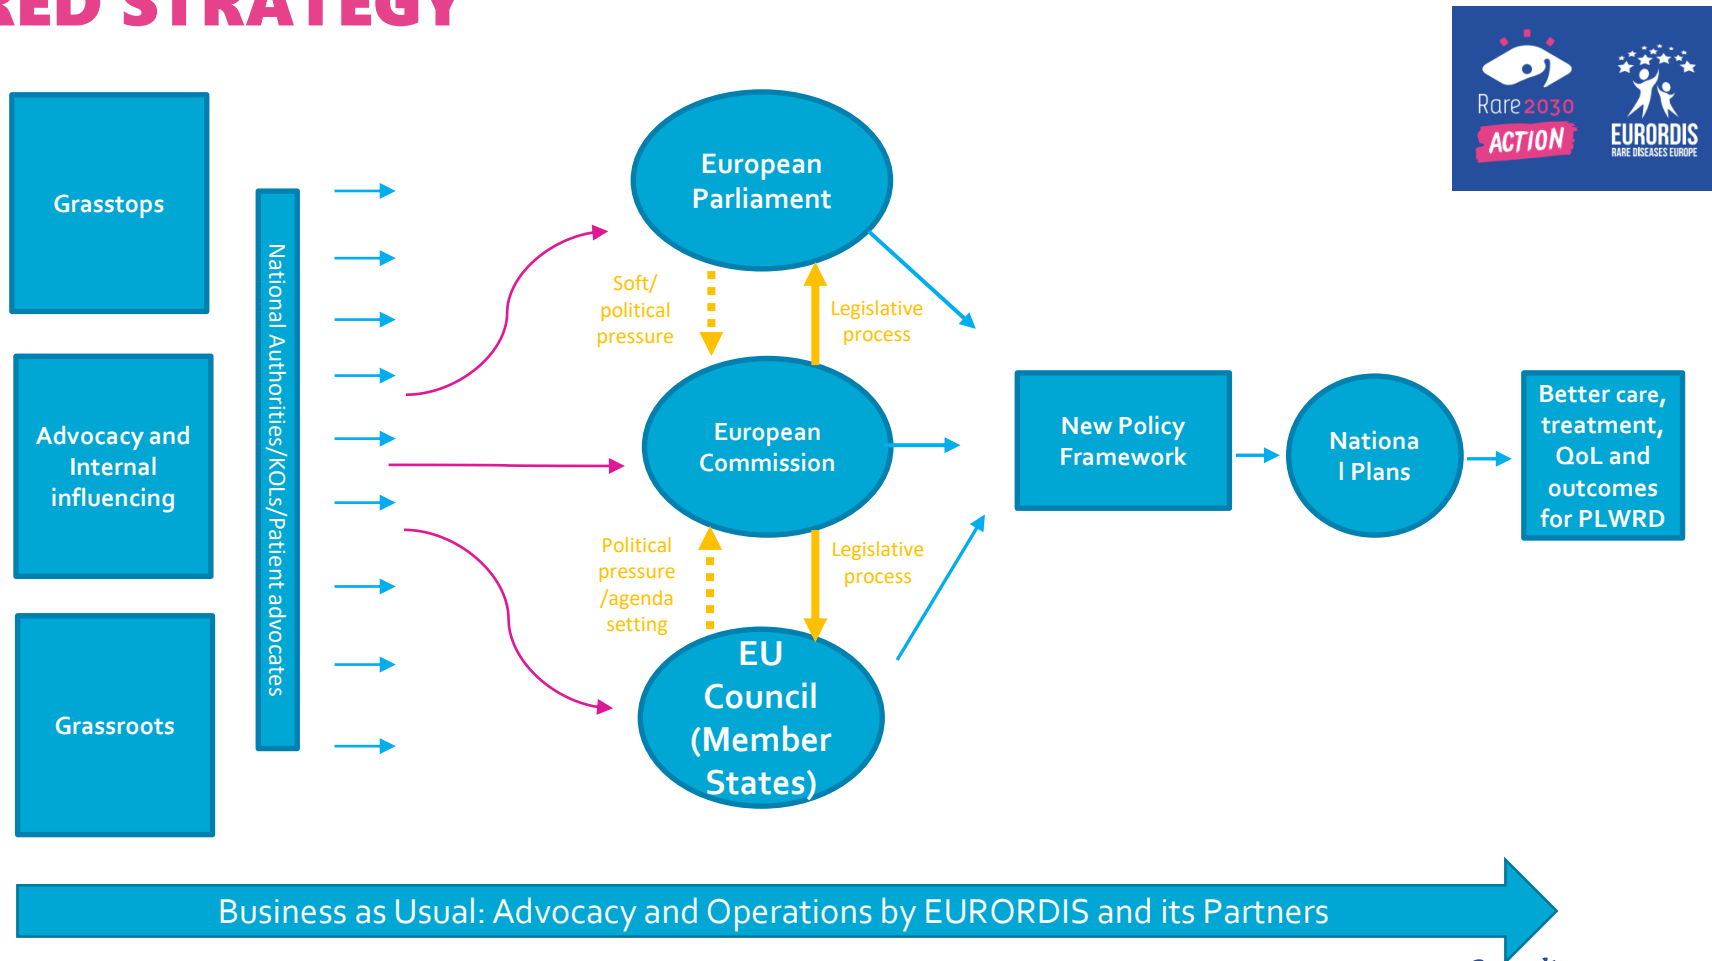 STRATEGY
Rare 2030
ACTION
EURORDIS
RARE DISEASES EUROPE
Grasstops
Advocacy and
Internal
influencing
Grassroots
National Authorities/KOLs/Patient advocates
European
Parliament
Soft/
political
pressure
Legislative
process
European
Commission
Political
pressure
/agenda
setting
Legislative
process
EU
Council
(Member
States)
New Policy
Framework
Nationa
l Plans
Better care,
treatment,
QoL and
outcomes
for PLWRD
Business as Usual: Advocacy and Operations by EURORDIS and its Partners